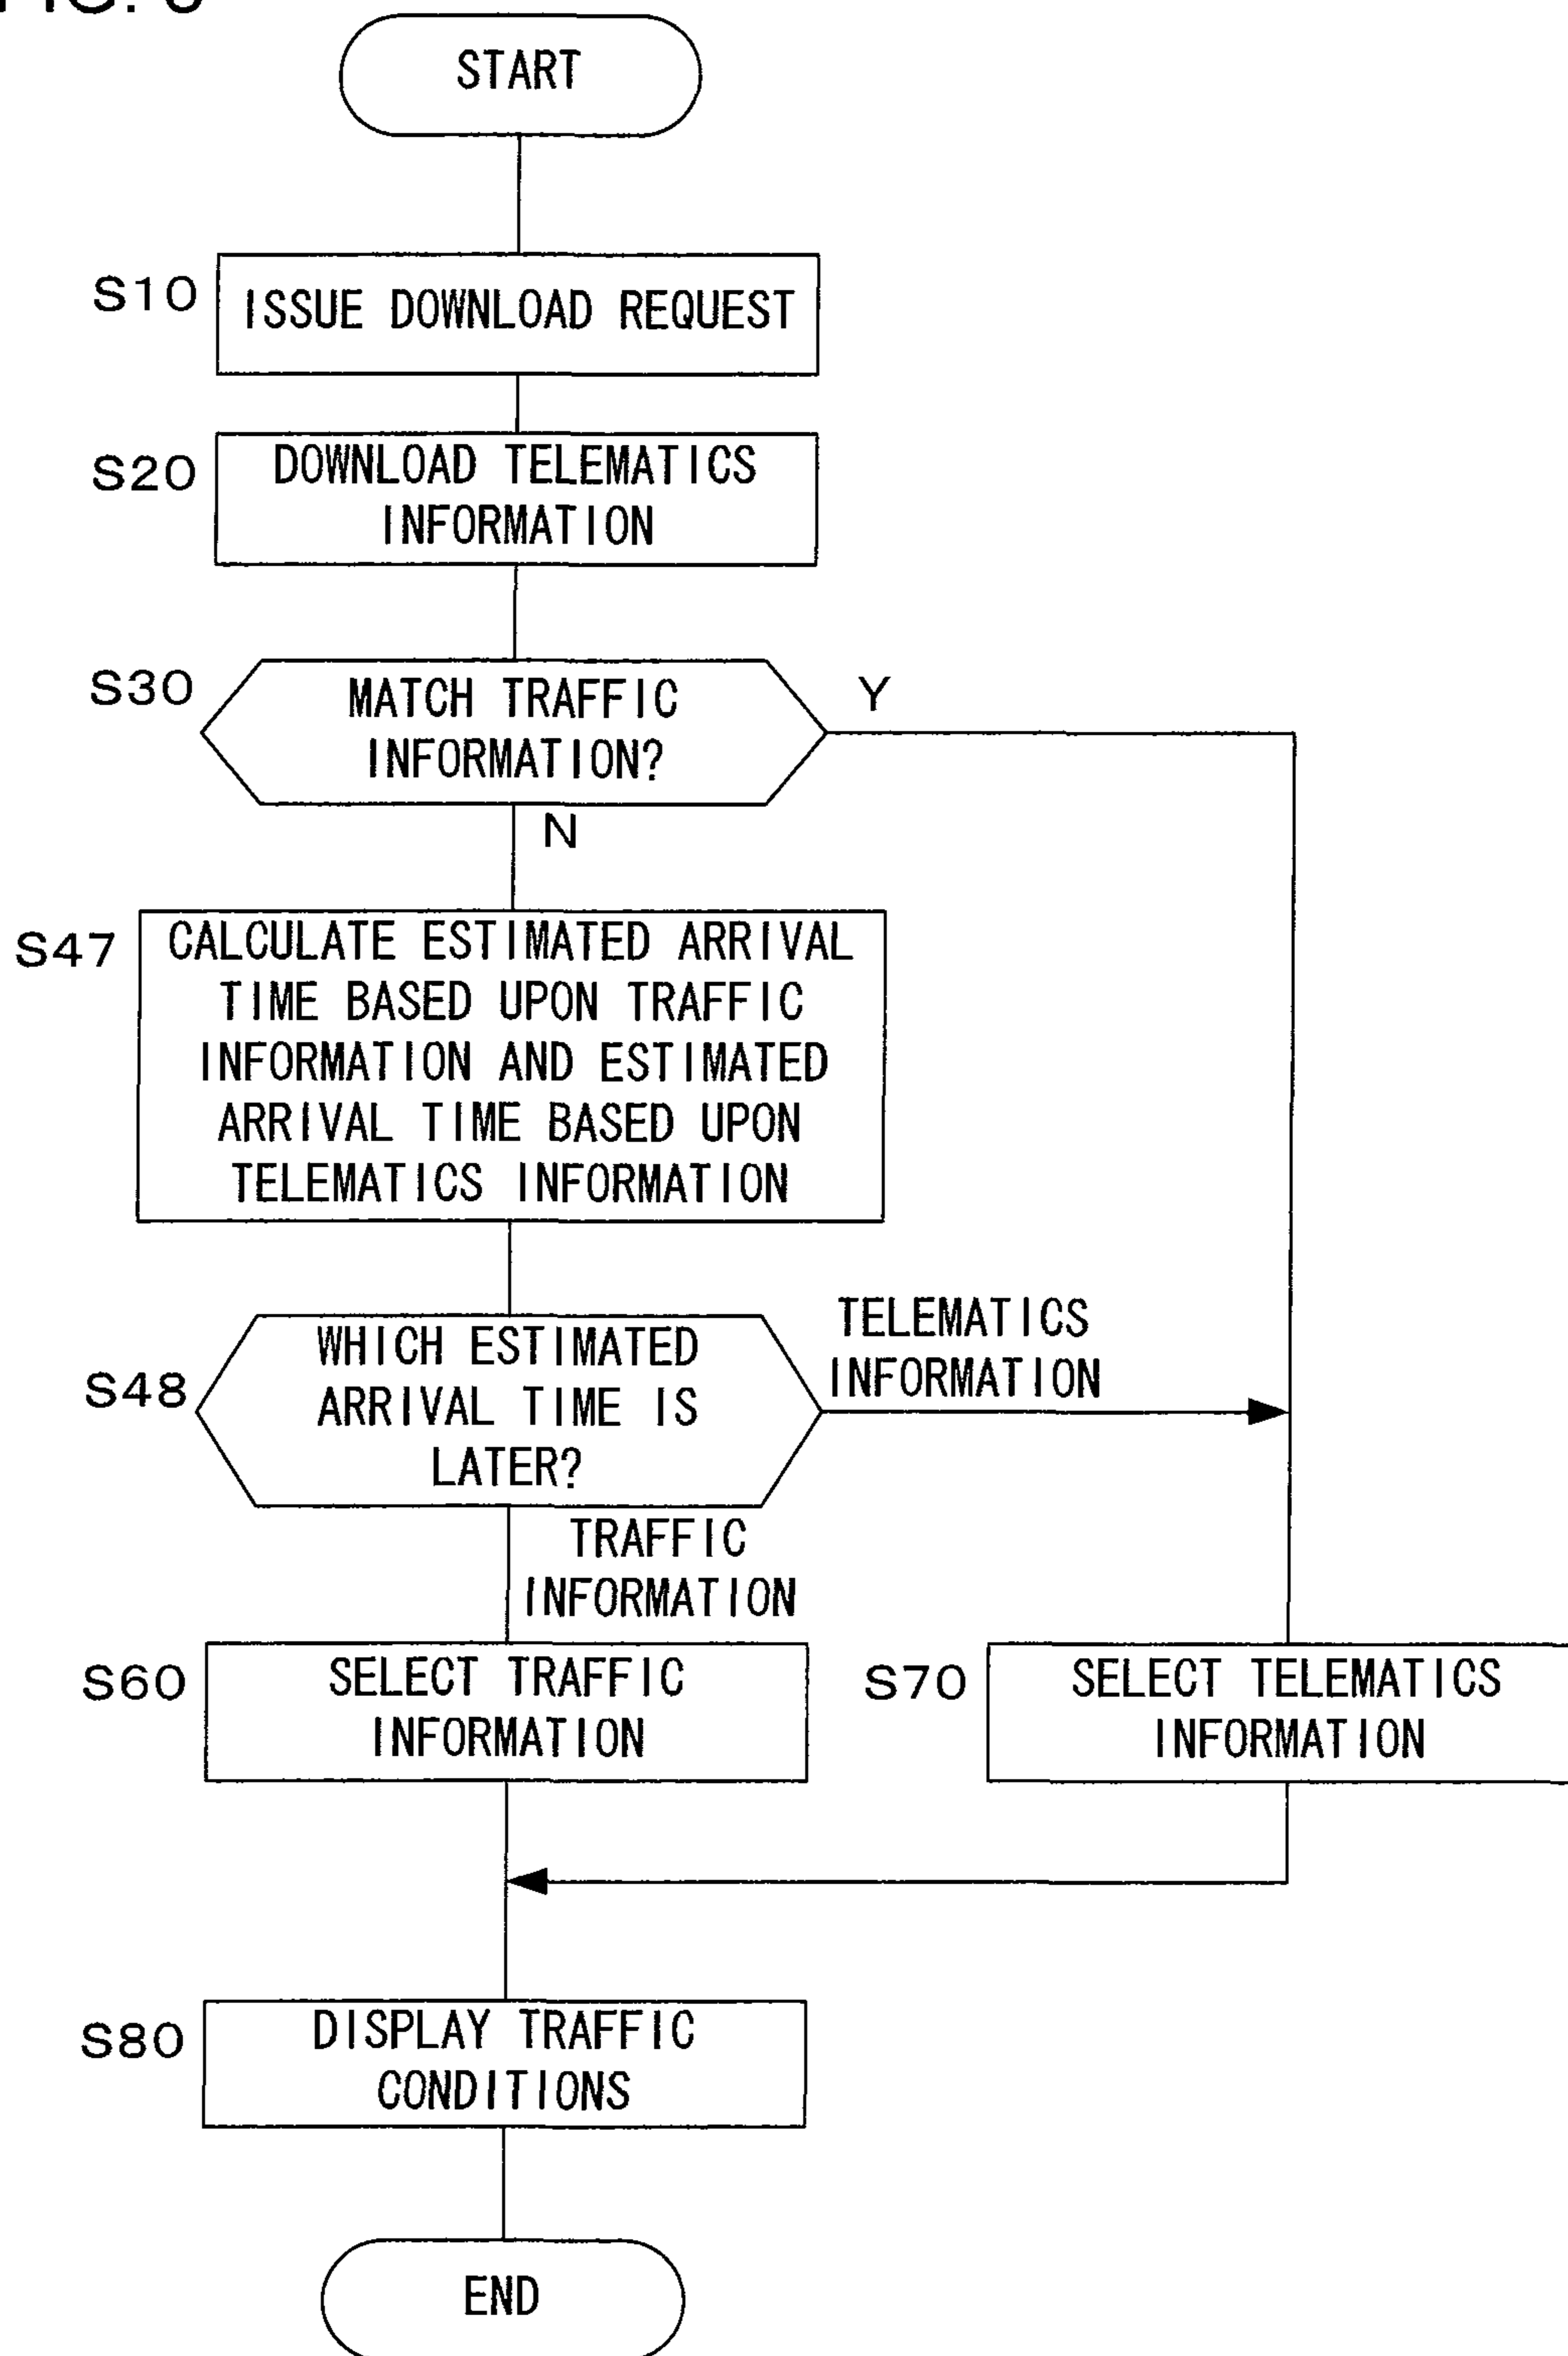 START
S10
ISSUE DOWNLOAD REQUEST
S20
DOWNLOAD TELEMATICS
INFORMATION
S30
MATCH TRAFFIC
INFORMATION?
Y
N
S47
CALCULATE ESTIMATED ARRIVAL
TIME BASED UPON TRAFFIC
INFORMATION AND ESTIMATED
ARRIVAL TIME BASED UPON
TELEMATICS INFORMATION
S48
WHICH ESTIMATED
ARRIVAL TIME IS
LATER?
TELEMATICS
INFORMATION
TRAFFIC
INFORMATION
S60
SELECT TRAFFIC
INFORMATION
S70
SELECT TELEMATICS
INFORMATION
S80
DISPLAY TRAFFIC
CONDITIONS
END